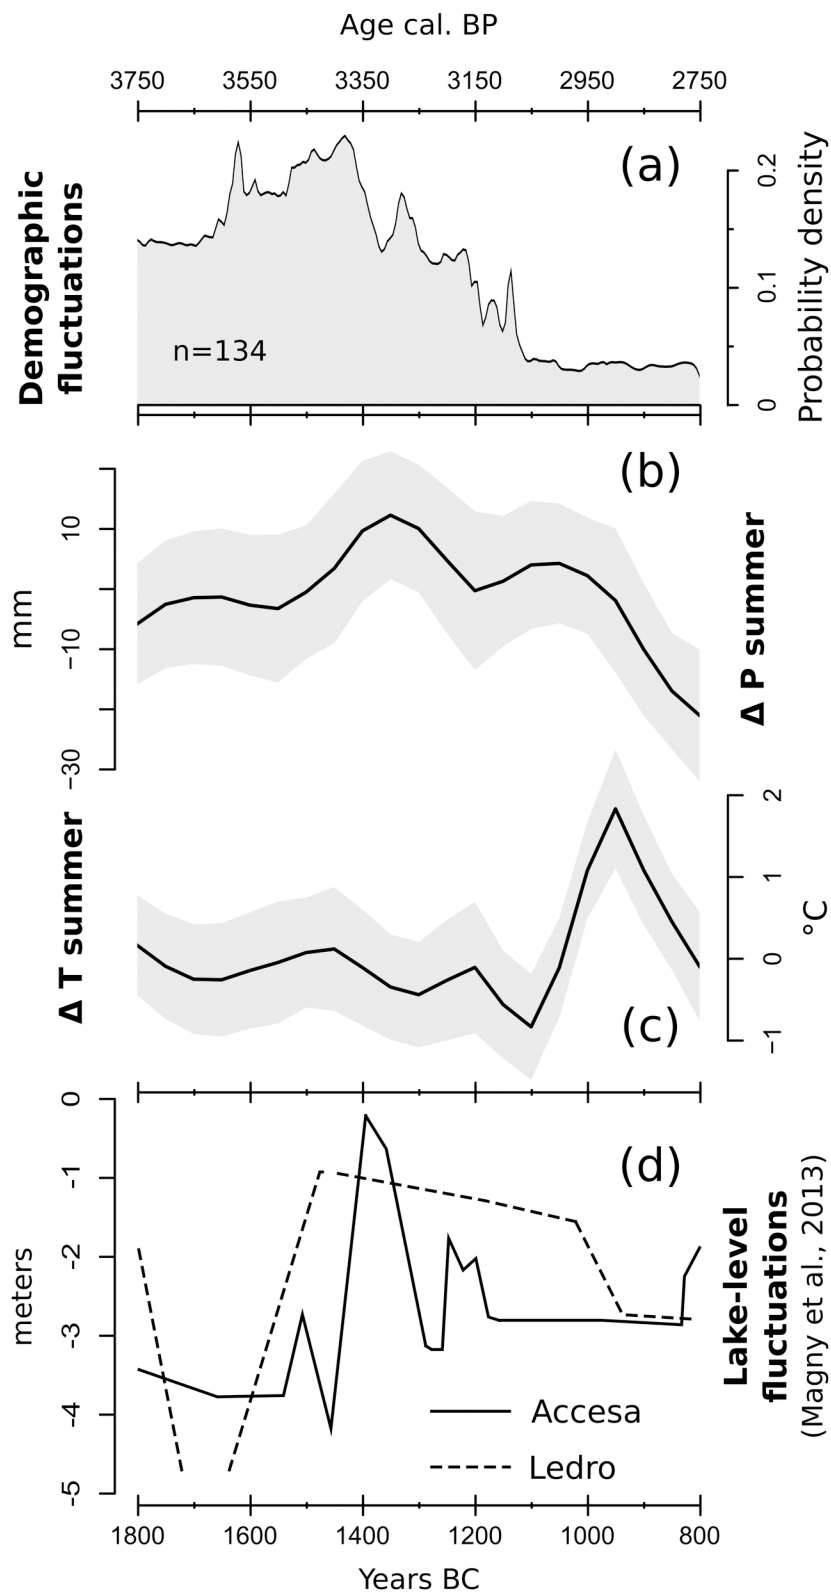 Age cal. BP
3750 3550 3350 3150 2950 2750
(a)
Demographic
fluctuations
n=134
0.2
0.1
0
Probability density
(b)
10
−10
−30
mm
Δ P summer
2
1
0
−1
°C
Δ T summer
(c)
0
-1
-2
-3
-4
-5
meters
(d)
Lake-level
fluctuations
(Magny et al., 2013)
Accesa
Ledro
1800 1600 1400 1200 1000 800
Years BC